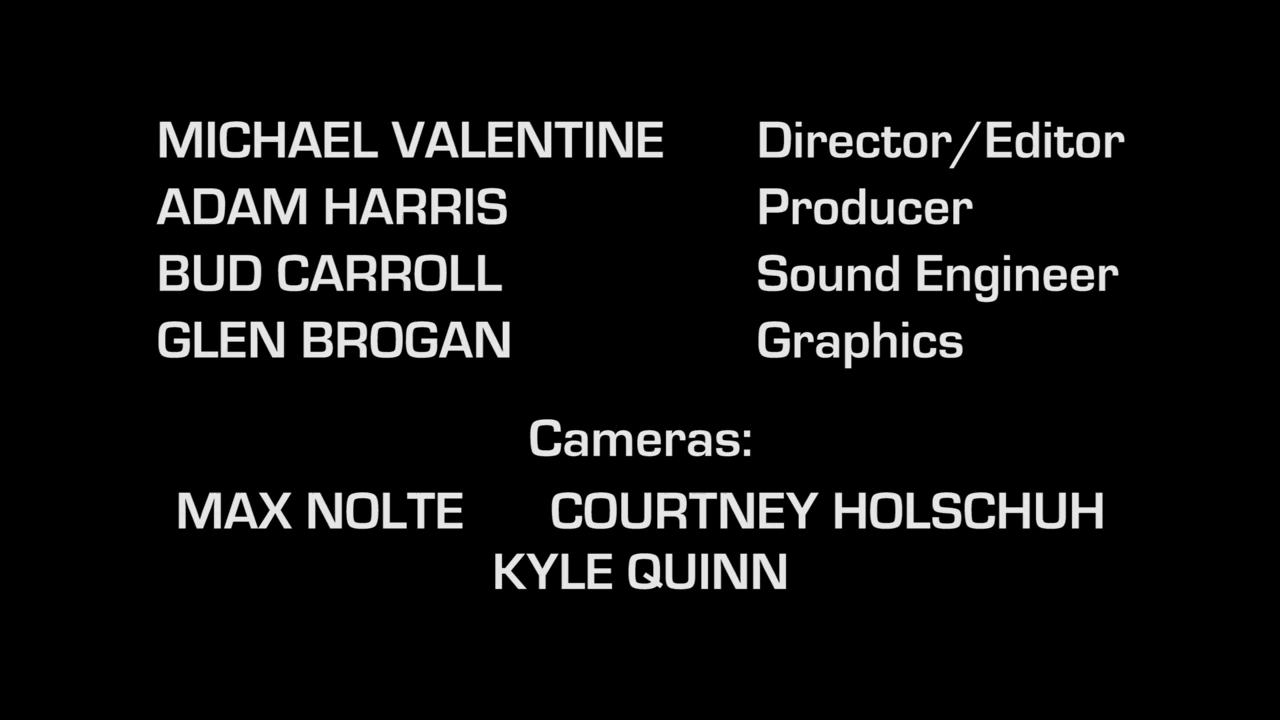 MICHAEL VALENTINE Director/Editor
ADAM HARRIS Producer
BUD CARROLL Sound Engineer
GLEN BROGAN Graphics
Cameras:
MAX NOLTE COURTNEY HOLSCHUH
KYLE QUINN